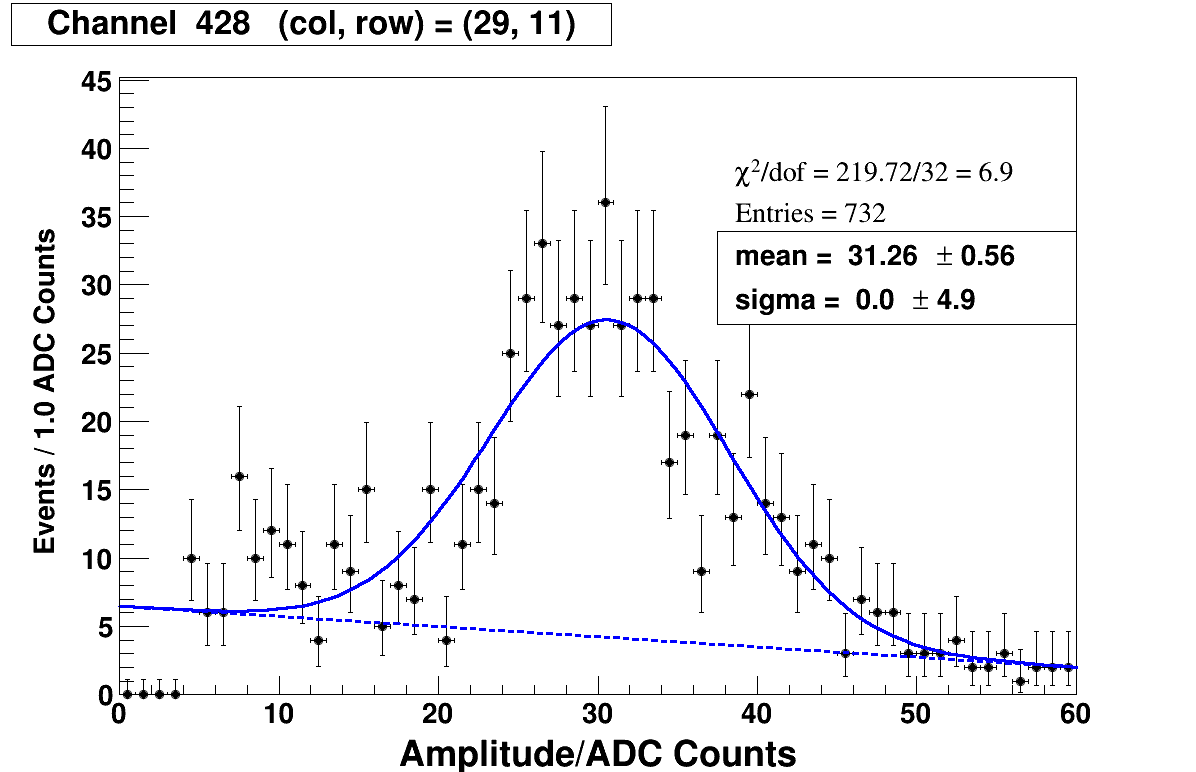 Channel 428 (col, row) = (29, 11)
χ²/dof = 219.72/32 = 6.9
Entries = 732
mean = 31.26 ± 0.56
sigma = 0.0 ± 4.9
Events / 1.0 ADC Counts
45
40
35
30
25
20
15
10
5
0
0 10 20 30 40 50 60
Amplitude/ADC Counts